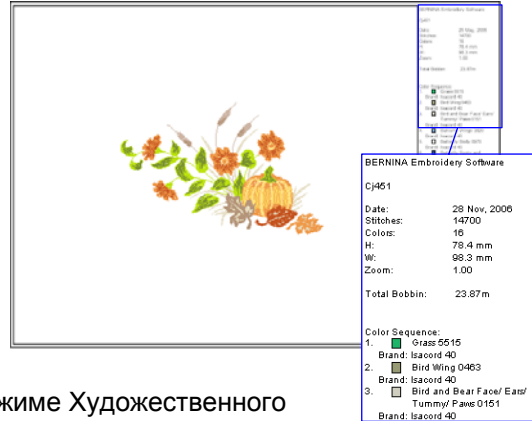 BERNINA Embroidery Software
Cj451
Date: 28 Nov, 2006
Stitches: 14700
Colors: 16
H: 78.4 mm
W: 98.3 mm
Zoom: 1.00
Total Bobbin: 23.87m
Color Sequence:
1. Grass 5515
Brand: Isacord 40
2. Bird Wing 0463
Brand: Isacord 40
3. Bird and Bear Face/ Ears/
Tummy/ Paws 0151
Brand: Isacord 40
жиме Художественного